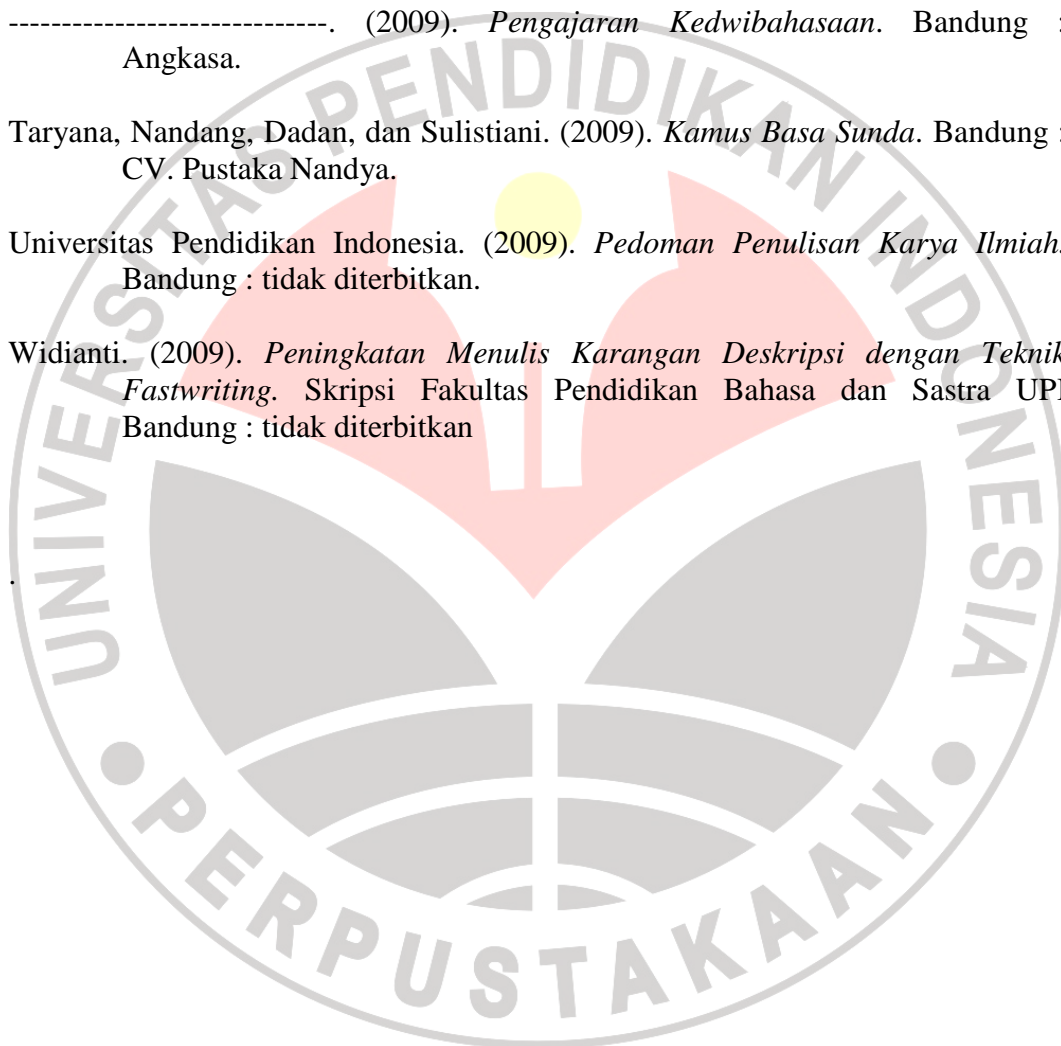 --------------------------------. (2009). Pengajaran Kedwibahasaan. Bandung :
Angkasa.
Taryana, Nandang, Dadan, dan Sulistiani. (2009). Kamus Basa Sunda. Bandung :
CV. Pustaka Nandya.
Universitas Pendidikan Indonesia. (2009). Pedoman Penulisan Karya Ilmiah.
Bandung : tidak diterbitkan.
Widianti. (2009). Peningkatan Menulis Karangan Deskripsi dengan Teknik
Fastwriting. Skripsi Fakultas Pendidikan Bahasa dan Sastra UPI
Bandung : tidak diterbitkan
.
UNIVERSITAS PENDIDIKAN INDONESIA
PERPUSTAKAAN